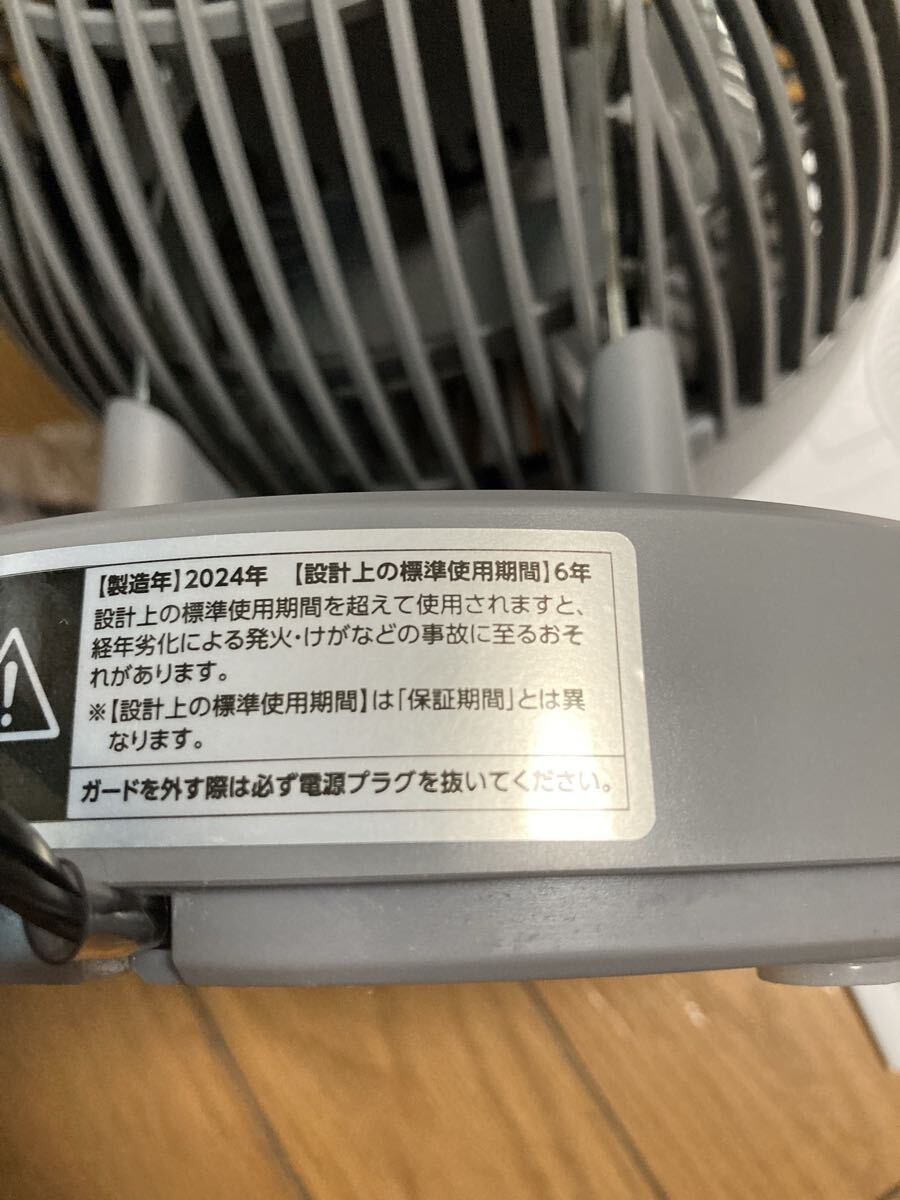 【製造年】2024年 【設計上の標準使用期間】6年
設計上の標準使用期間を超えて使用されますと、
経年劣化による発火・けがなどの事故に至るおそ
れがあります。
※【設計上の標準使用期間】は「保証期間」とは異
なります。
ガードを外す際は必ず電源プラグを抜いてください。